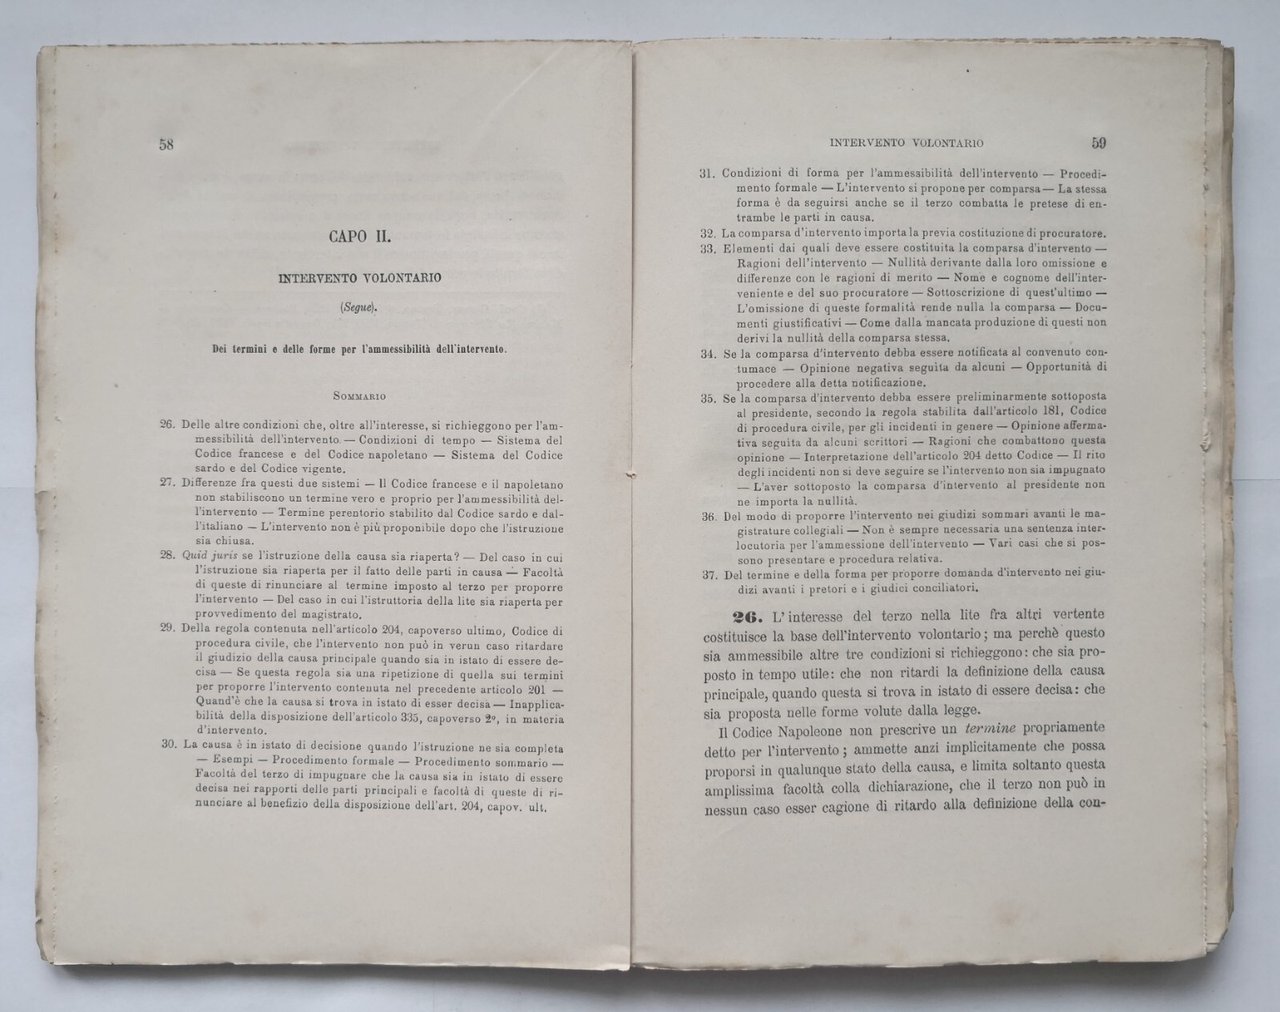 58
CAPO II.
INTERVENTO VOLONTARIO
(Segue).
Dei termini e delle forme per l'ammessibilità dell'intervento.
SOMMARIO
26. Delle altre condizioni che, oltre all'interesse, si richieggono per l'am-
messibilità dell'intervento. — Condizioni di tempo — Sistema del
Codice francese e del Codice napoletano — Sistema del Codice
sardo e del Codice vigente.
27. Differenze fra questi due sistemi — Il Codice francese e il napoletano
non stabiliscono un termine vero e proprio per l'ammessibilità del-
l'intervento — Termine perentorio stabilito dal Codice sardo e dal-
l'italiano — L'intervento non è più proponibile dopo che l'istruzione
sia chiusa.
28. Quid juris se l'istruzione della causa sia riaperta? — Del caso in cui
l'istruzione sia riaperta per il fatto delle parti in causa — Facoltà
di queste di rinunciare al termine imposto al terzo per proporre
l'intervento — Del caso in cui l'istruttoria della lite sia riaperta per
provvedimento del magistrato.
29. Della regola contenuta nell'articolo 204, capoverso ultimo, Codice di
procedura civile, che l'intervento non può in verun caso ritardare
il giudizio della causa principale quando sia in istato di essere de-
cisa — Se questa regola sia una ripetizione di quella sui termini
per proporre l'intervento contenuta nel precedente articolo 201 —
Quand'è che la causa si trova in istato di esser decisa — Inapplica-
bilità della disposizione dell'articolo 335, capoverso 2º, in materia
d'intervento.
30. La causa è in istato di decisione quando l'istruzione ne sia completa
— Esempi — Procedimento formale — Procedimento sommario —
Facoltà del terzo di impugnare che la causa sia in istato di essere
decisa nei rapporti delle parti principali e facoltà di queste di ri-
nunciare al benefizio della disposizione dell'art. 204, capov. ult.
INTERVENTO VOLONTARIO 59
31. Condizioni di forma per l'ammessibilità dell'intervento — Procedi-
mento formale — L'intervento si propone per comparsa — La stessa
forma è da seguirsi anche se il terzo combatta le pretese di en-
trambe le parti in causa.
32. La comparsa d'intervento importa la previa costituzione di procuratore.
33. Elementi dai quali deve essere costituita la comparsa d'intervento —
Ragioni dell'intervento — Nullità derivante dalla loro omissione e
differenze con le ragioni di merito — Nome e cognome dell'inter-
veniente e del suo procuratore — Sottoscrizione di quest'ultimo —
L'omissione di queste formalità rende nulla la comparsa — Docu-
menti giustificativi — Come dalla mancata produzione di questi non
derivi la nullità della comparsa stessa.
34. Se la comparsa d'intervento debba essere notificata al convenuto con-
tumace — Opinione negativa seguita da alcuni — Opportunità di
procedere alla detta notificazione.
35. Se la comparsa d'intervento debba essere preliminarmente sottoposta
al presidente, secondo la regola stabilita dall'articolo 181, Codice
di procedura civile, per gli incidenti in genere — Opinione afferma-
tiva seguita da alcuni scrittori — Ragioni che combattono questa
opinione — Interpretazione dell'articolo 204 detto Codice — Il rito
degli incidenti non si deve seguire se l'intervento non sia impugnato
— L'aver sottoposto la comparsa d'intervento al presidente non
ne importa la nullità.
36. Del modo di proporre l'intervento nei giudizi sommari avanti le ma-
gistrature collegiali — Non è sempre necessaria una sentenza inter-
locutoria per l'ammessione dell'intervento — Vari casi che si pos-
sono presentare e procedura relativa.
37. Del termine e della forma per proporre domanda d'intervento nei giu-
dizi avanti i pretori e i giudici conciliatori.
26. L'interesse del terzo nella lite fra altri vertente
costituisce la base dell'intervento volontario; ma perchè questo
sia ammessibile altre tre condizioni si richieggono: che sia pro-
posto in tempo utile: che non ritardi la definizione della causa
principale, quando questa si trova in istato di essere decisa: che
sia proposta nelle forme volute dalla legge.
Il Codice Napoleone non prescrive un termine propriamente
detto per l'intervento; ammette anzi implicitamente che possa
proporsi in qualunque stato della causa, e limita soltanto questa
amplissima facoltà colla dichiarazione, che il terzo non può in
nessun caso esser cagione di ritardo alla definizione della con-